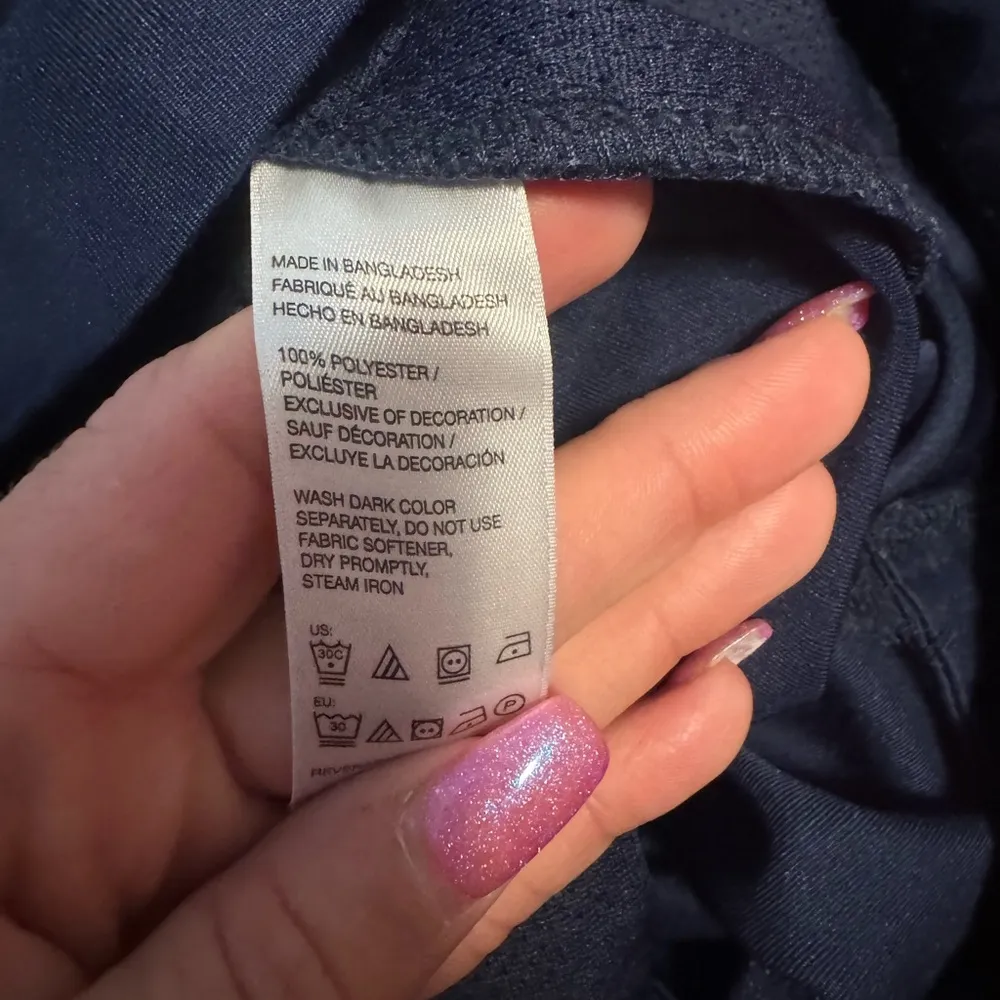 MADE IN BANGLADESH
FABRIQUÉ AU BANGLADESH
HECHO EN BANGLADESH
100% POLYESTER /
POLIÉSTER
EXCLUSIVE OF DECORATION /
SAUF DÉCORATION /
EXCLUYE LA DECORACIÓN
WASH DARK COLOR
SEPARATELY, DO NOT USE
FABRIC SOFTENER,
DRY PROMPTLY,
STEAM IRON
US:
30C
EU:
30 P